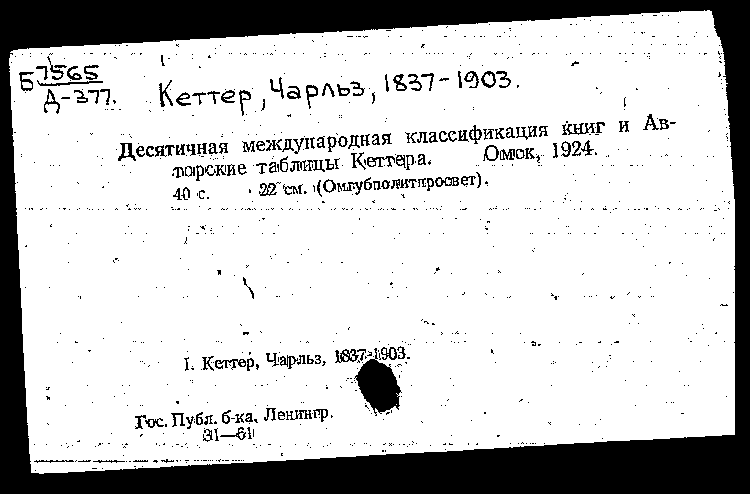 Б 7565
Д-377.
Кеттер, Чарльз, 1837-1903.
Десятичная международная классификация книг и Ав-
торские таблицы Кеттера. Омск, 1924.
40 с. 22 см. (Омгубполитпросвет).
1. Кеттер, Чарльз, 1837-1903.
Гос. Публ. б-ка. Ленингр.
31—61